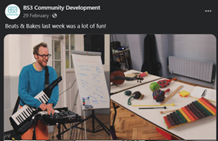 BS3 Community Development
29 February ·
Beats & Bakes last week was a lot of fun!